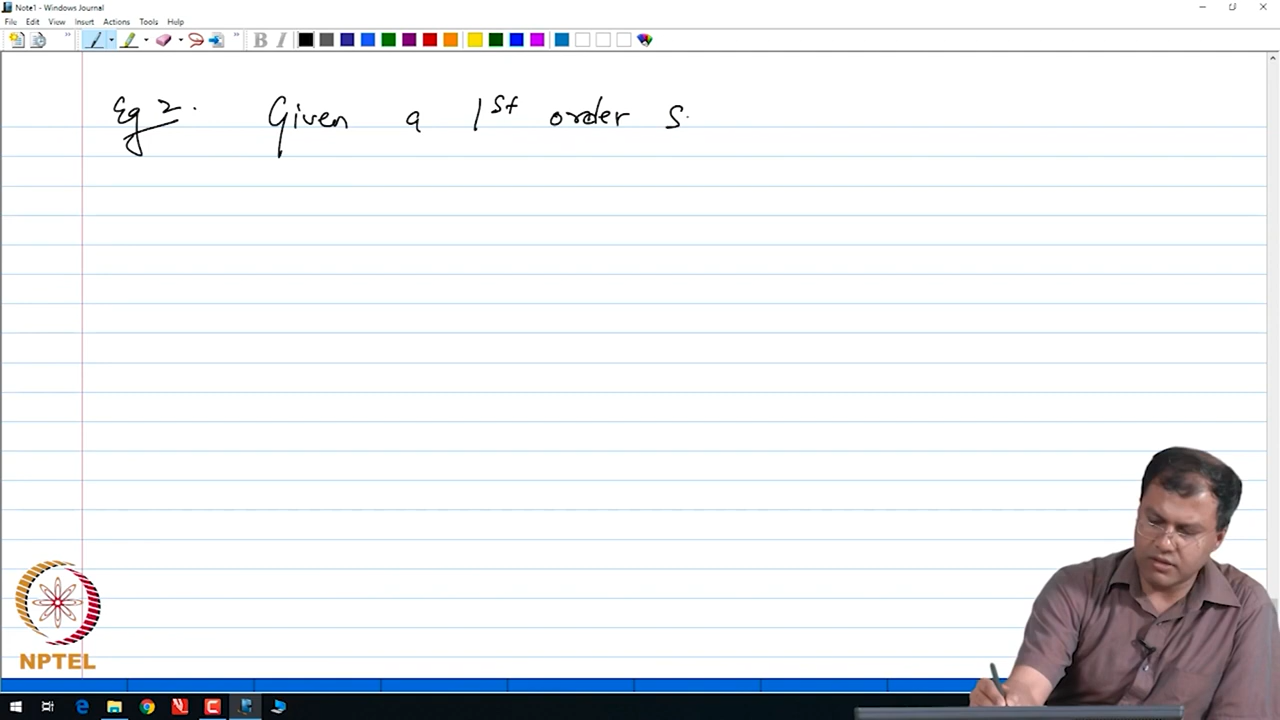 Note1 - Windows Journal
File Edit View Insert Actions Tools Help
B I
Eg 2. Given a 1st order s
NPTEL